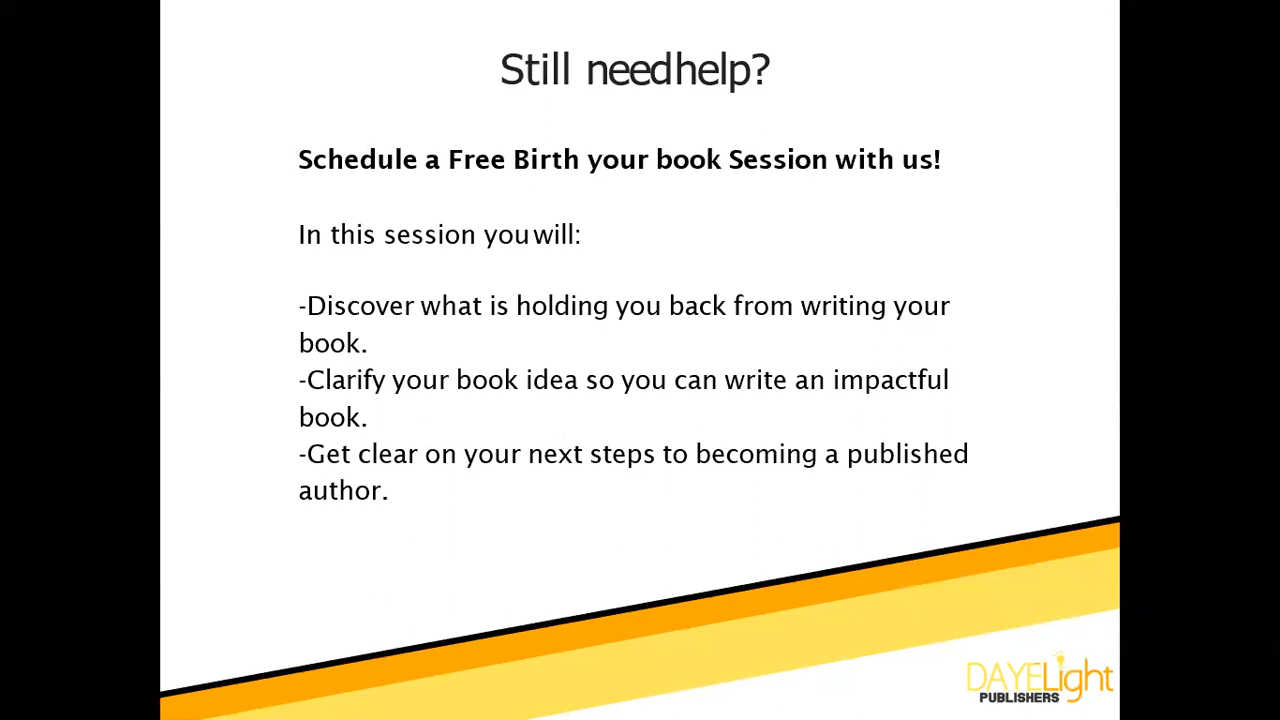 Still needhelp?
Schedule a Free Birth your book Session with us!
In this session you will:
-Discover what is holding you back from writing your
book.
-Clarify your book idea so you can write an impactful
book.
-Get clear on your next steps to becoming a published
author.
DAYELight
PUBLISHERS